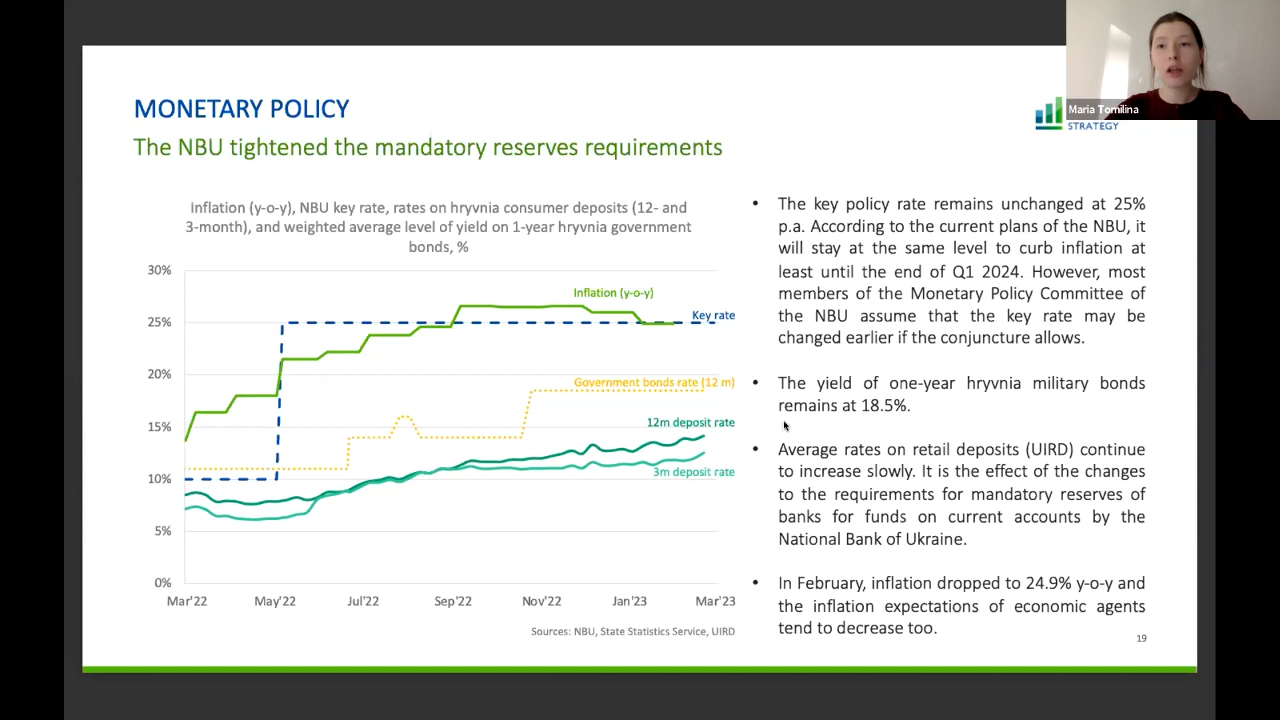 Maria Tomilina
MONETARY POLICY
STRATEGY
The NBU tightened the mandatory reserves requirements
Inflation (y-o-y), NBU key rate, rates on hryvnia consumer deposits (12- and
3-month), and weighted average level of yield on 1-year hryvnia government
bonds, %
30%
25%
20%
15%
10%
5%
0%
Inflation (y-o-y)
Key rate
Government bonds rate (12 m)
12m deposit rate
3m deposit rate
Mar'22 May'22 Jul'22 Sep'22 Nov'22 Jan'23 Mar'23
Sources: NBU, State Statistics Service, UIRD
• The key policy rate remains unchanged at 25%
p.a. According to the current plans of the NBU, it
will stay at the same level to curb inflation at
least until the end of Q1 2024. However, most
members of the Monetary Policy Committee of
the NBU assume that the key rate may be
changed earlier if the conjuncture allows.
• The yield of one-year hryvnia military bonds
remains at 18.5%.
• Average rates on retail deposits (UIRD) continue
to increase slowly. It is the effect of the changes
to the requirements for mandatory reserves of
banks for funds on current accounts by the
National Bank of Ukraine.
• In February, inflation dropped to 24.9% y-o-y and
the inflation expectations of economic agents
tend to decrease too.
19